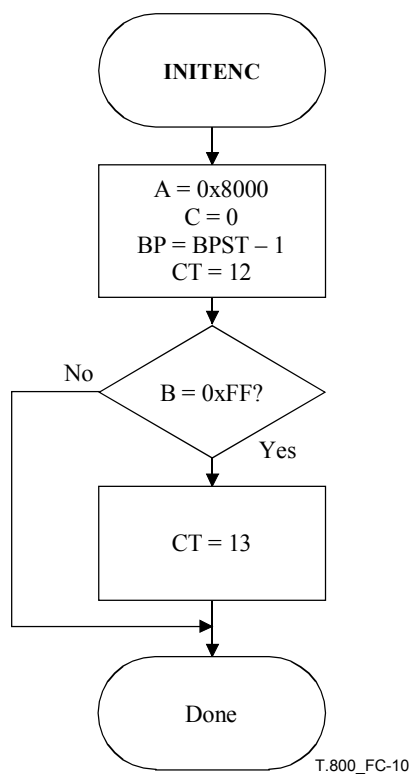 INITENC
A = 0x8000
C = 0
BP = BPST – 1
CT = 12
No
B = 0xFF?
Yes
CT = 13
Done
T.800_FC-10